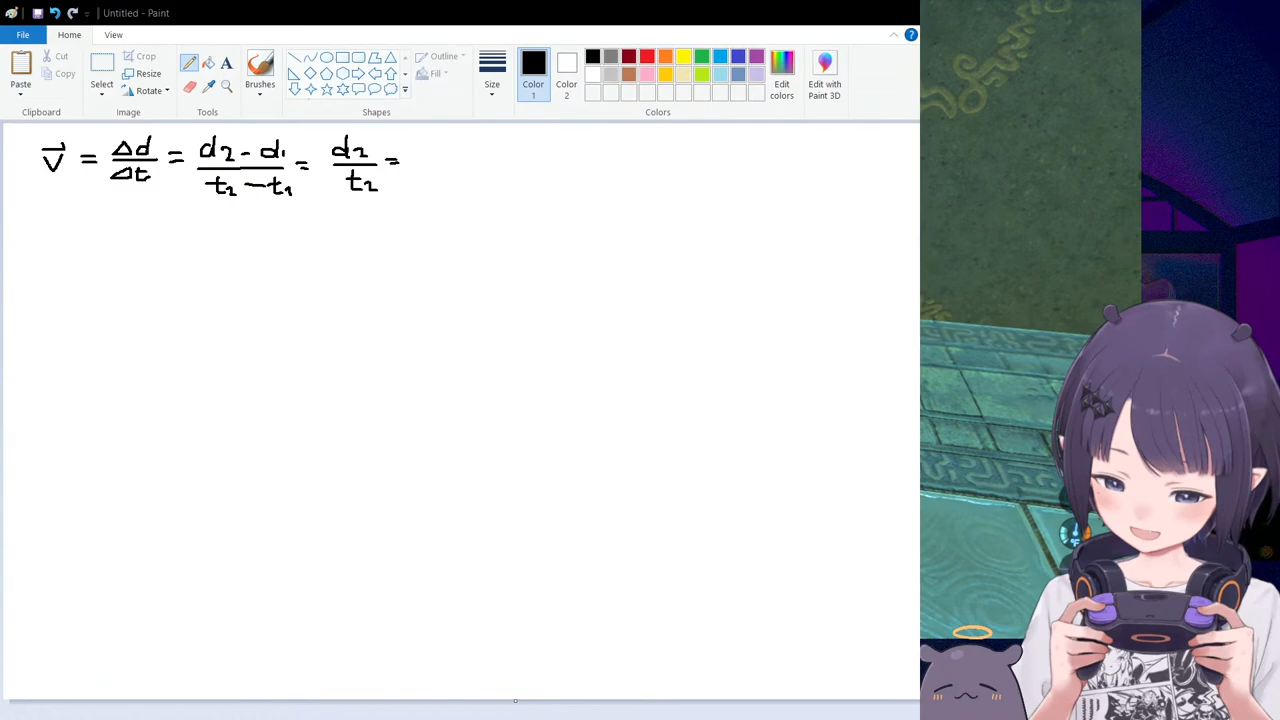 Untitled - Paint
File Home View
Paste
Cut
Copy
Clipboard
Select
Crop
Resize
Rotate
Image
Brushes
Tools
Outline
Fill
Shapes
Size
Color 1
Color 2
Edit colors
Edit with Paint 3D
Colors
v⃗ = Δd/Δt = (d2 - d1)/(t2 - t1) = d2/t2 =